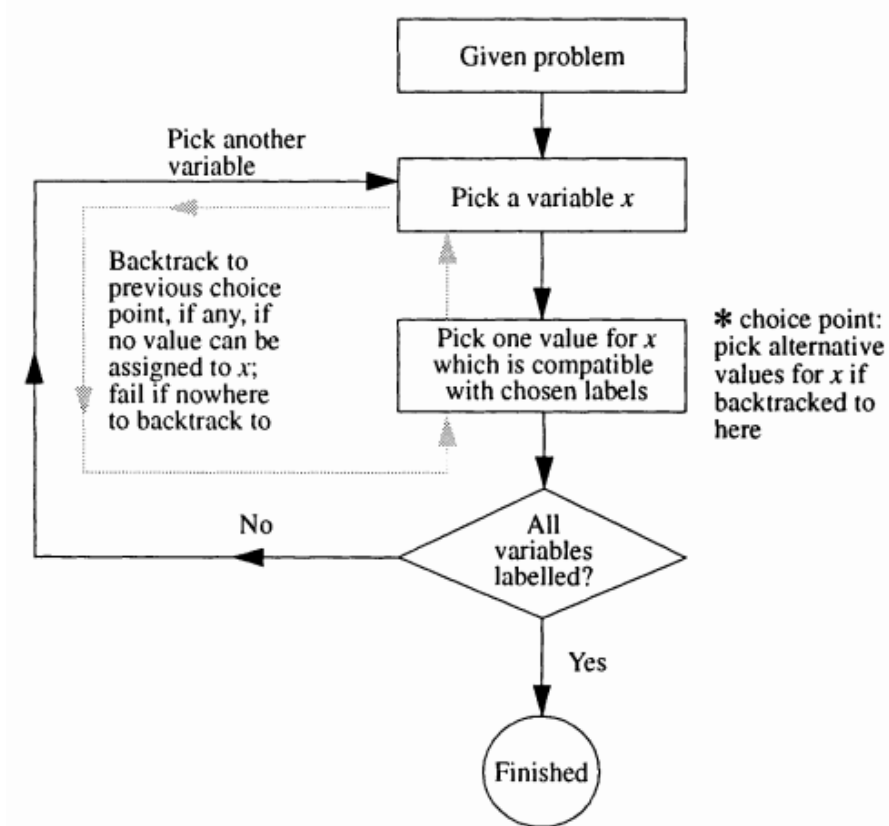 Given problem
Pick another
variable
Pick a variable x
Backtrack to
previous choice
point, if any, if
no value can be
assigned to x;
fail if nowhere
to backtrack to
Pick one value for x
which is compatible
with chosen labels
* choice point:
pick alternative
values for x if
backtracked to
here
No
All
variables
labelled?
Yes
Finished